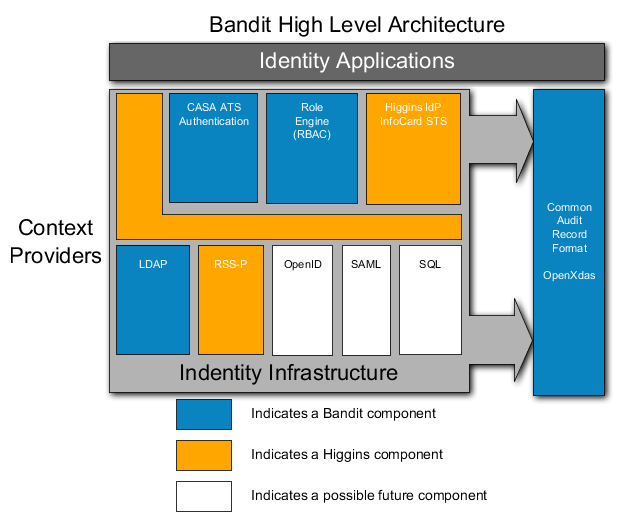 Bandit High Level Architecture
Identity Applications
CASA ATS
Authentication
Role
Engine
(RBAC)
Higgins IdP
InfoCard STS
Common
Audit
Record
Format
OpenXdas
Context
Providers
LDAP
RSS-P
OpenID
SAML
SQL
Indentity Infrastructure
Indicates a Bandit component
Indicates a Higgins component
Indicates a possible future component